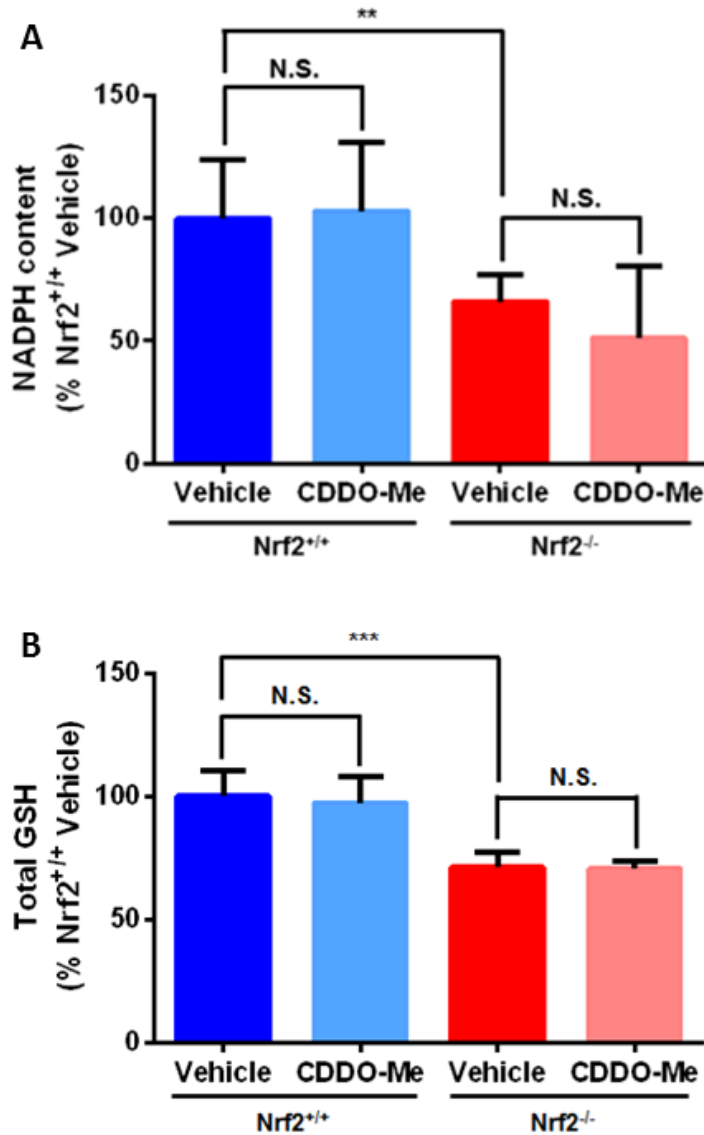 A
**
N.S.
N.S.
NADPH content
(% Nrf2+/+ Vehicle)
150
100
50
0
Vehicle CDDO-Me Vehicle CDDO-Me
Nrf2+/+ Nrf2-/-
B
***
N.S.
N.S.
Total GSH
(% Nrf2+/+ Vehicle)
150
100
50
0
Vehicle CDDO-Me Vehicle CDDO-Me
Nrf2+/+ Nrf2-/-